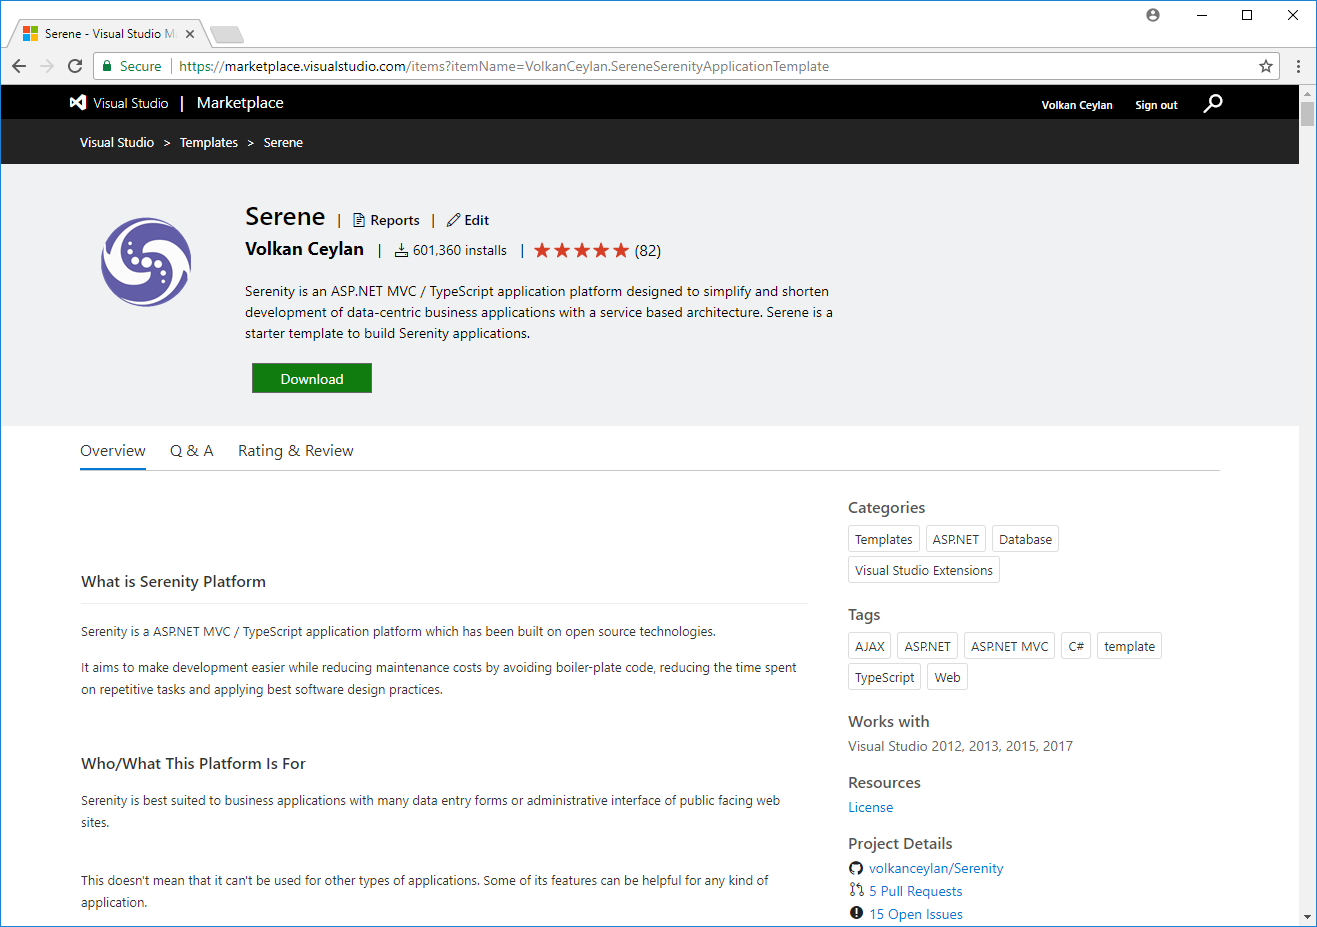 Serene - Visual Studio M
Secure
https://marketplace.visualstudio.com/items?itemName=VolkanCeylan.SereneSerenityApplicationTemplate
Visual Studio | Marketplace
Volkan Ceylan Sign out
Visual Studio > Templates > Serene
Serene | Reports | Edit
Volkan Ceylan | 601,360 installs | (82)
Serenity is an ASP.NET MVC / TypeScript application platform designed to simplify and shorten
development of data-centric business applications with a service based architecture. Serene is a
starter template to build Serenity applications.
Download
Overview Q & A Rating & Review
What is Serenity Platform
Serenity is a ASP.NET MVC / TypeScript application platform which has been built on open source technologies.
It aims to make development easier while reducing maintenance costs by avoiding boiler-plate code, reducing the time spent
on repetitive tasks and applying best software design practices.
Who/What This Platform Is For
Serenity is best suited to business applications with many data entry forms or administrative interface of public facing web
sites.
This doesn't mean that it can't be used for other types of applications. Some of its features can be helpful for any kind of
application.
Categories
Templates ASP.NET Database
Visual Studio Extensions
Tags
AJAX ASP.NET ASP.NET MVC C# template
TypeScript Web
Works with
Visual Studio 2012, 2013, 2015, 2017
Resources
License
Project Details
volkanceylan/Serenity
5 Pull Requests
15 Open Issues